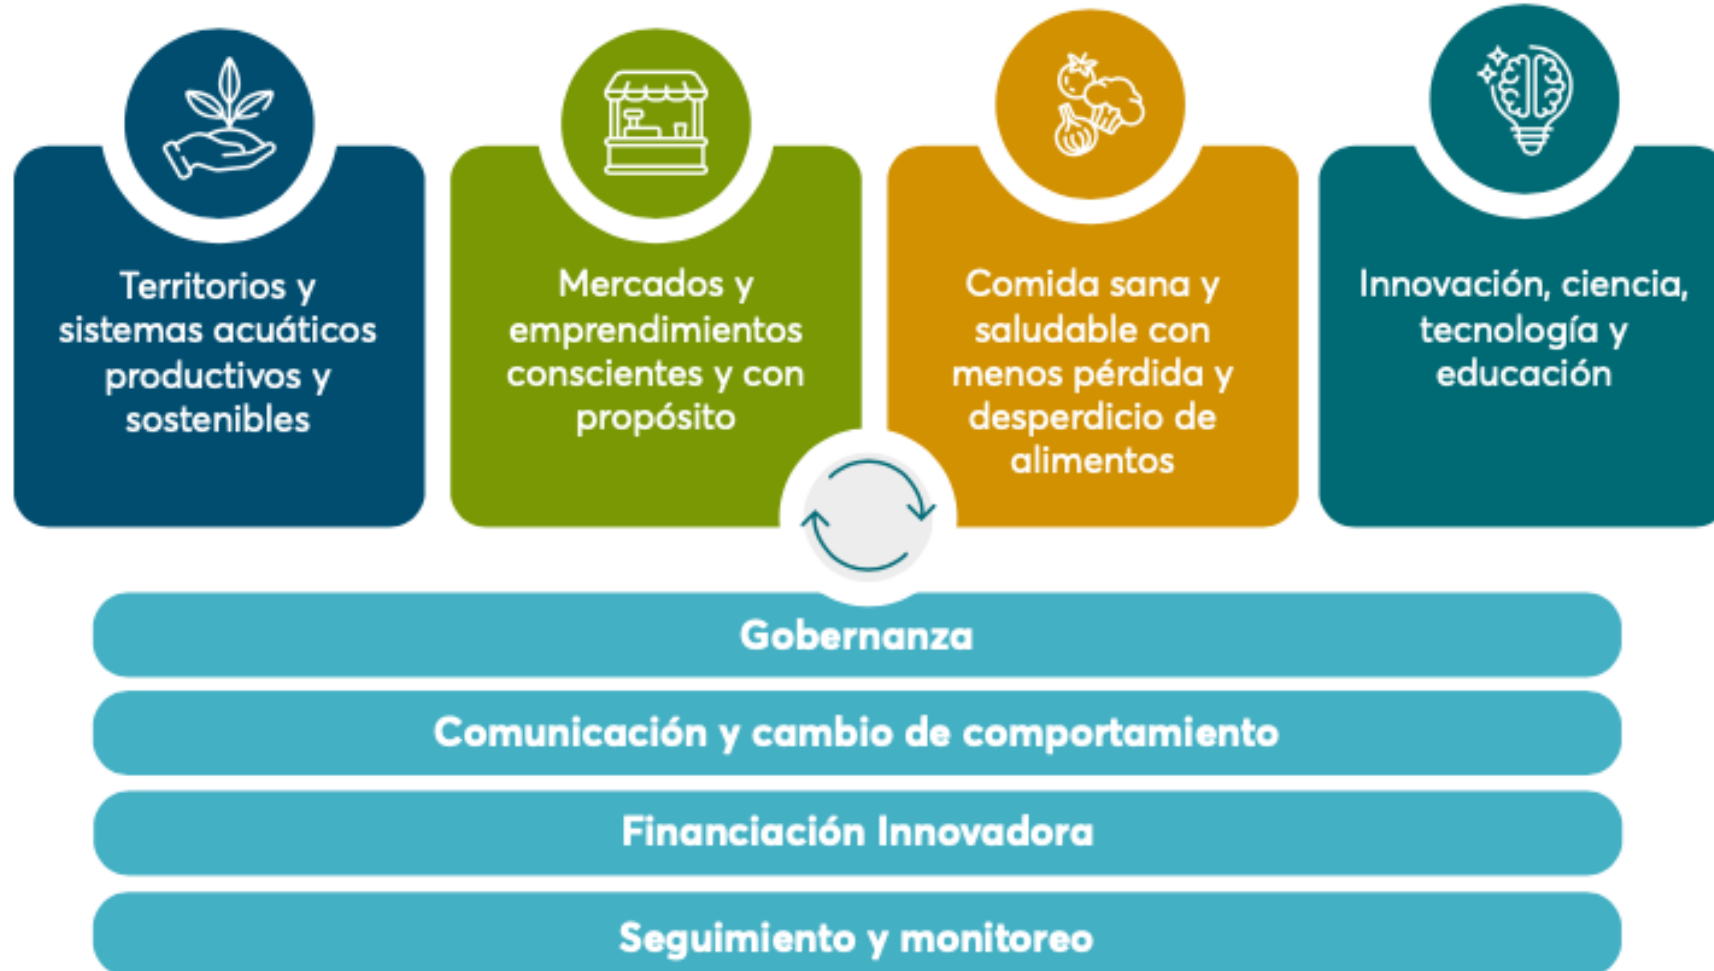 Territorios y
sistemas acuáticos
productivos y
sostenibles
Mercados y
emprendimientos
conscientes y con
propósito
Comida sana y
saludable con
menos pérdida y
desperdicio de
alimentos
Innovación, ciencia,
tecnología y
educación
Gobernanza
Comunicación y cambio de comportamiento
Financiación Innovadora
Seguimiento y monitoreo